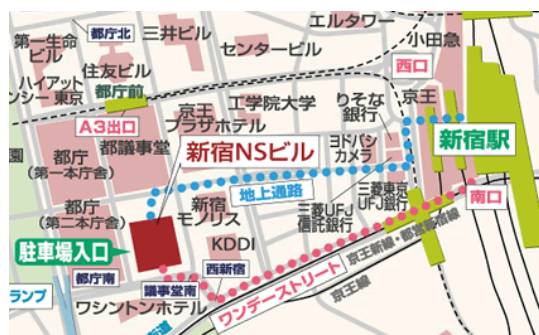 第一生命
ビル
都庁北
三井ビル
エルタワー
小田急
センタービル
住友ビル
ハイアット
ンシー 東京
都庁前
西口
京王
A3出口
京王
プラザホテル
工学院大学
りそな
銀行
新宿駅
都庁
(第一本庁舎)
都議事堂
新宿NSビル
ヨドバシ
カメラ
地上通路
三菱東京
UFJ銀行
南口
都庁
(第二本庁舎)
新宿
モノリス
三菱UFJ
信託銀行
KDDI
駐車場入口
京王新線・都営新宿線
都庁南
議事堂南
西新宿
ワンデーストリート
京王線
ランプ
ワシントンホテル
街道
園